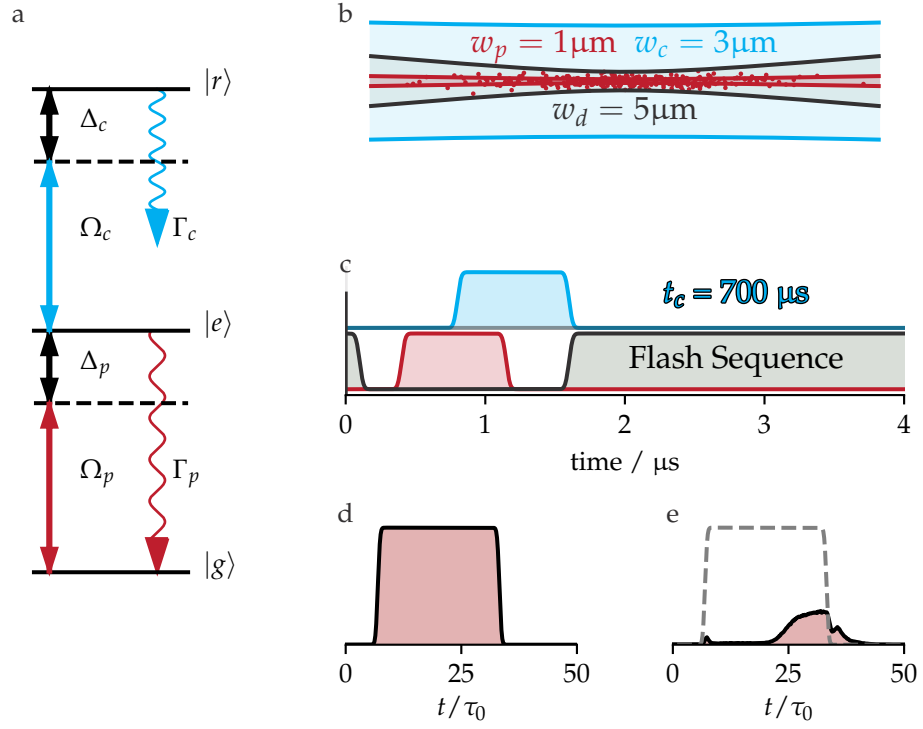 a
|r⟩
Δ_c
Ω_c
Γ_c
|e⟩
Δ_p
Ω_p
Γ_p
|g⟩
b
w_p = 1μm w_c = 3μm
w_d = 5μm
c
t_c = 700 μs
Flash Sequence
0 1 2 3 4
time / μs
d
0 25 50
t/τ_0
e
0 25 50
t/τ_0